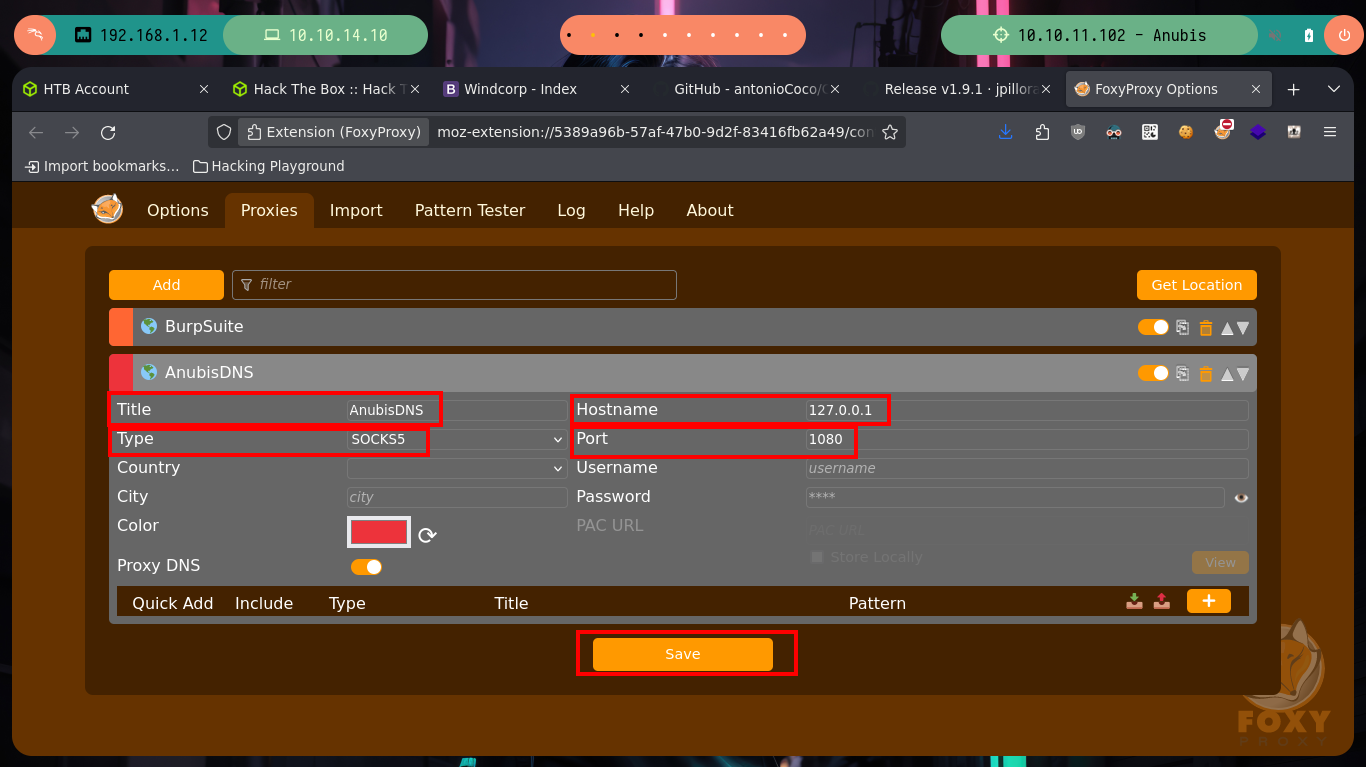 192.168.1.12
10.10.14.10
10.10.11.102 - Anubis
HTB Account
Hack The Box :: Hack T
Windcorp - Index
GitHub - antonioCoco/
Release v1.9.1 · jpillora
FoxyProxy Options
Extension (FoxyProxy)
moz-extension://5389a96b-57af-47b0-9d2f-83416fb62a49/con
Import bookmarks...
Hacking Playground
Options
Proxies
Import
Pattern Tester
Log
Help
About
Add
filter
Get Location
BurpSuite
AnubisDNS
Title
AnubisDNS
Hostname
127.0.0.1
Type
SOCKS5
Port
1080
Country
Username
username
City
city
Password
****
Color
PAC URL
PAC URL
Store Locally
View
Proxy DNS
Quick Add
Include
Type
Title
Pattern
+
Save
FOXY
PROXY